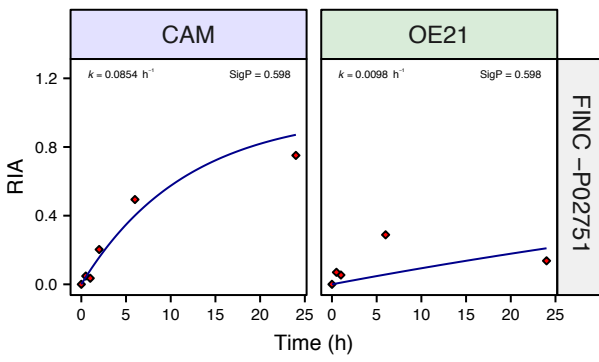 CAM
OE21
k = 0.0854 h⁻¹
SigP = 0.598
k = 0.0098 h⁻¹
SigP = 0.598
FINC −P02751
RIA
1.2
0.8
0.4
0.0
0 5 10 15 20 25
0 5 10 15 20 25
Time (h)